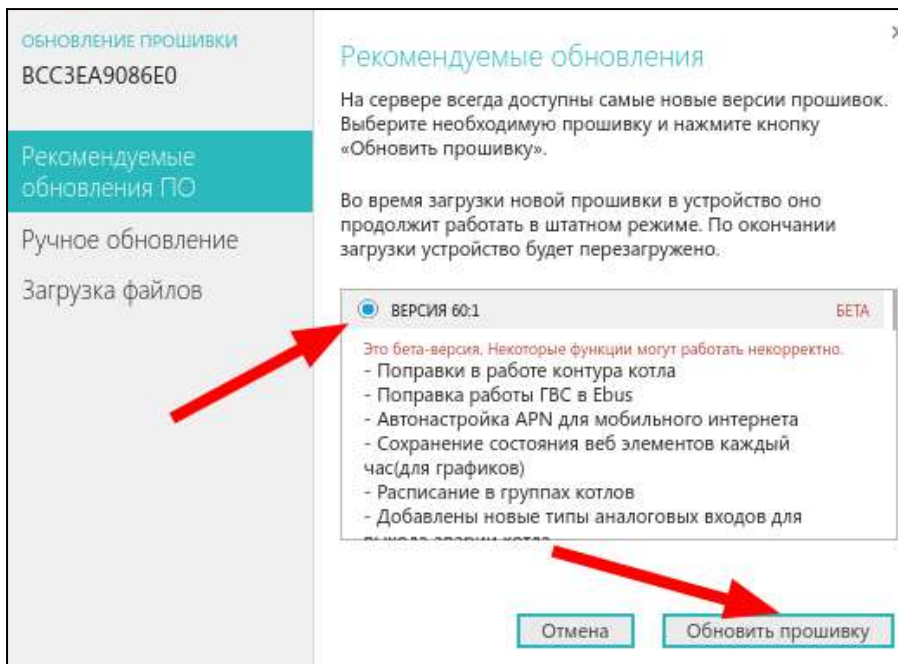 ОБНОВЛЕНИЕ ПРОШИВКИ
BCC3EA9086E0
Рекомендуемые
обновления ПО
Ручное обновление
Загрузка файлов
Рекомендуемые обновления
На сервере всегда доступны самые новые версии прошивок.
Выберите необходимую прошивку и нажмите кнопку
«Обновить прошивку».
Во время загрузки новой прошивки в устройство оно
продолжит работать в штатном режиме. По окончании
загрузки устройство будет перезагружено.
ВЕРСИЯ 60:1 БЕТА
Это бета-версия. Некоторые функции могут работать некорректно.
- Поправки в работе контура котла
- Поправка работы ГВС в Ebus
- Автонастройка APN для мобильного интернета
- Сохранение состояния веб элементов каждый
час(для графиков)
- Расписание в группах котлов
- Добавлены новые типы аналоговых входов для
Отмена
Обновить прошивку